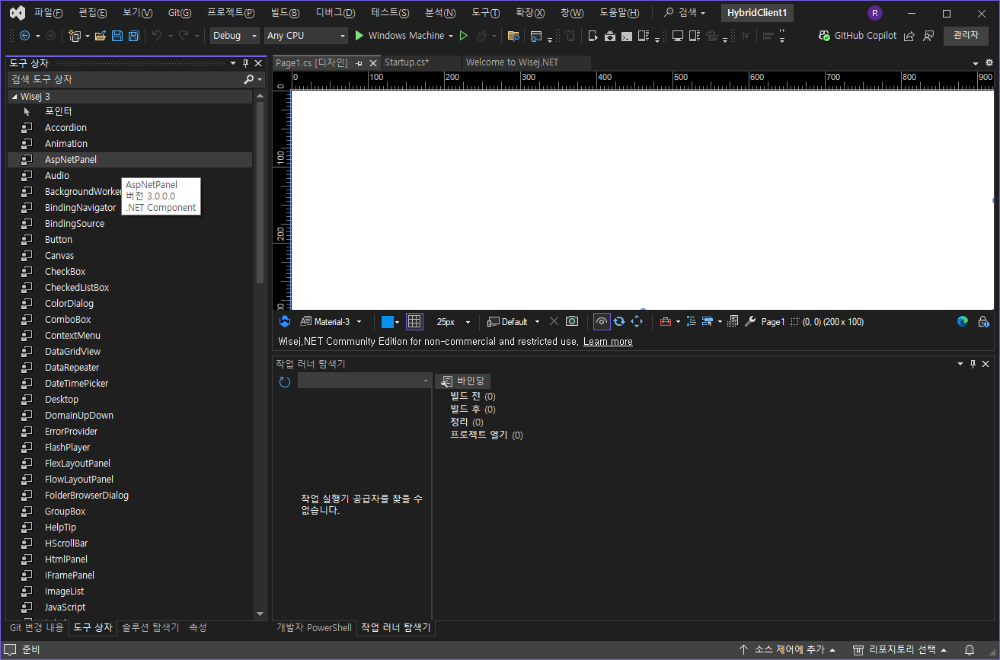 파일(F) 편집(E) 보기(V) Git(G) 프로젝트(P) 빌드(B) 디버그(D) 테스트(S) 분석(N) 도구(T) 확장(X) 창(W) 도움말(H) 검색 HybridClient1 R
Debug Any CPU Windows Machine GitHub Copilot 관리자
도구 상자
검색 도구 상자
Wisej 3
포인터
Accordion
Animation
AspNetPanel
Audio
BackgroundWorker
BindingNavigator
BindingSource
Button
Canvas
CheckBox
CheckedListBox
ColorDialog
ComboBox
ContextMenu
DataGridView
DataRepeater
DateTimePicker
Desktop
DomainUpDown
ErrorProvider
FlashPlayer
FlexLayoutPanel
FlowLayoutPanel
FolderBrowserDialog
GroupBox
HelpTip
HScrollBar
HtmlPanel
IFramePanel
ImageList
JavaScript
AspNetPanel
버전 3.0.0.0
.NET Component
Git 변경 내용 도구 상자 솔루션 탐색기 속성
Page1.cs [디자인] Startup.cs* Welcome to Wisej.NET
0 100 200 300 400 500 600 700 800 900
0
100
200
Material-3 25px Default Page1 (0, 0) (200 x 100)
Wisej.NET Community Edition for non-commercial and restricted use. Learn more
작업 러너 탐색기
바인딩
빌드 전 (0)
빌드 후 (0)
정리 (0)
프로젝트 열기 (0)
작업 실행기 공급자를 찾을 수
없습니다.
개발자 PowerShell 작업 러너 탐색기
준비 소스 제어에 추가 리포지토리 선택